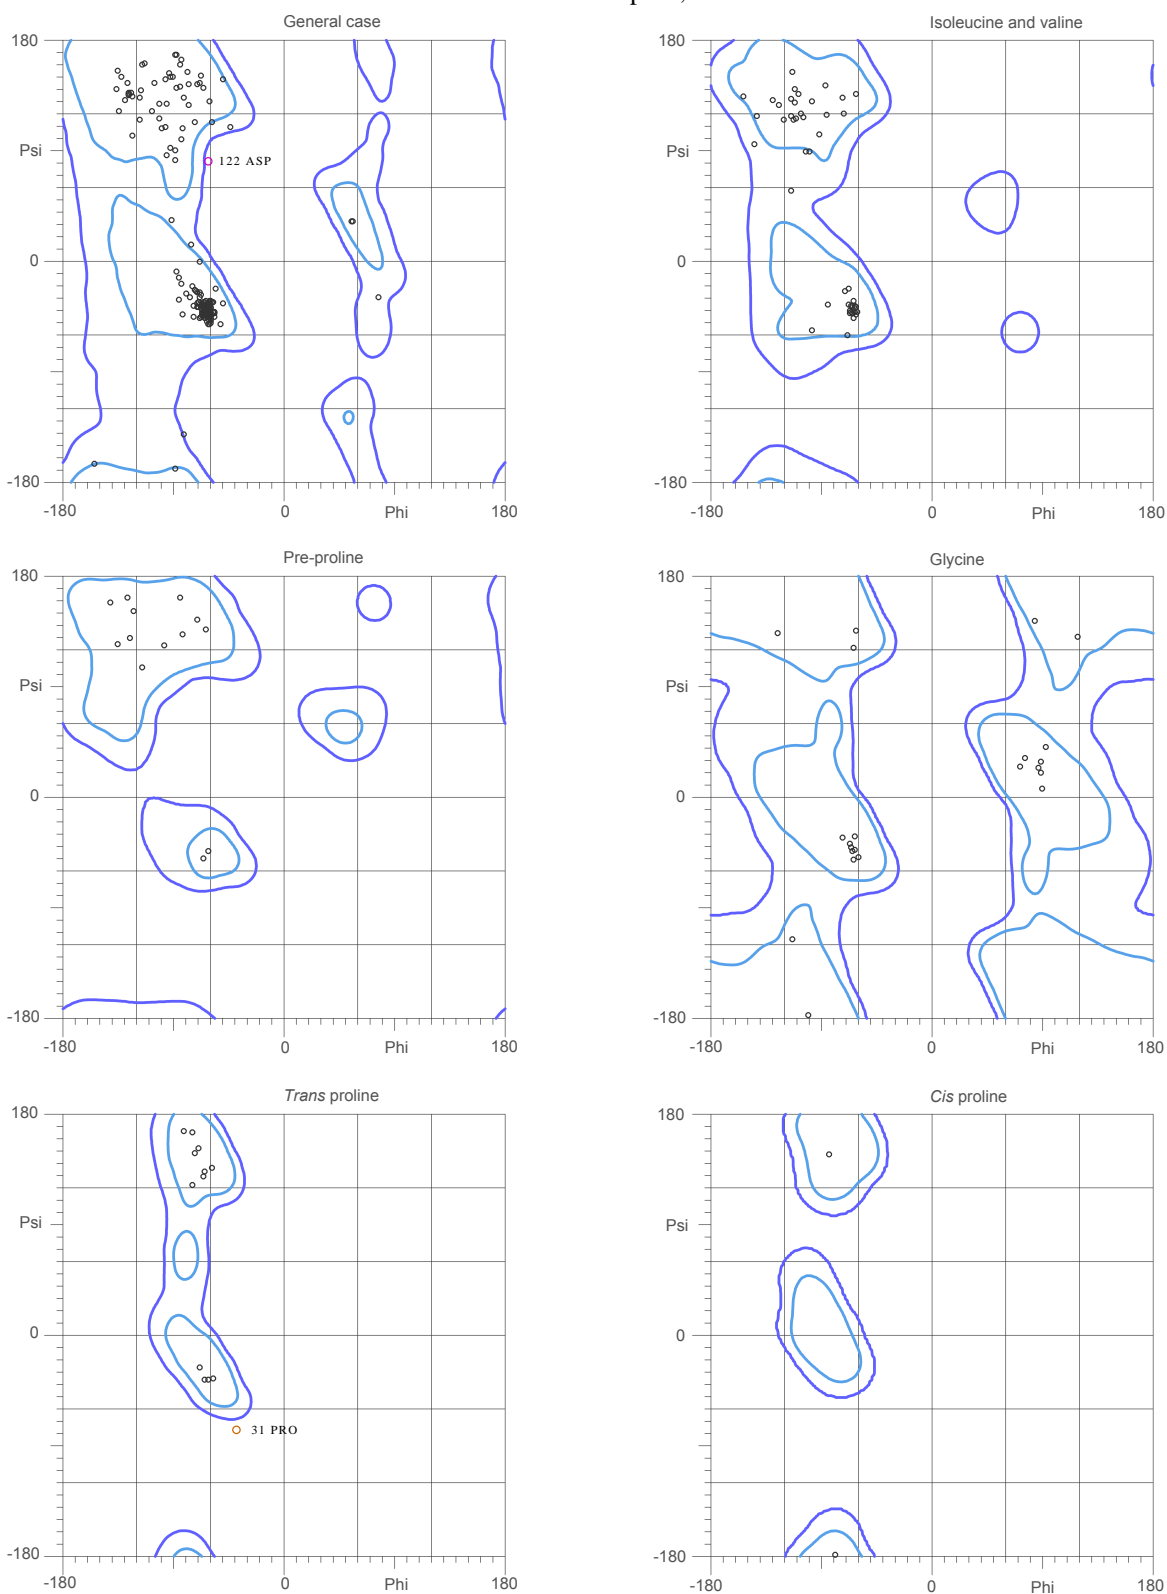 General case
Isoleucine and valine
180
180
Psi
Psi
122 ASP
0
0
-180
-180
-180
0
Phi
180
-180
0
Phi
180
Pre-proline
Glycine
180
180
Psi
Psi
0
0
-180
-180
-180
0
Phi
180
-180
0
Phi
180
Trans proline
Cis proline
180
180
Psi
Psi
0
0
31 PRO
-180
-180
-180
0
Phi
180
-180
0
Phi
180